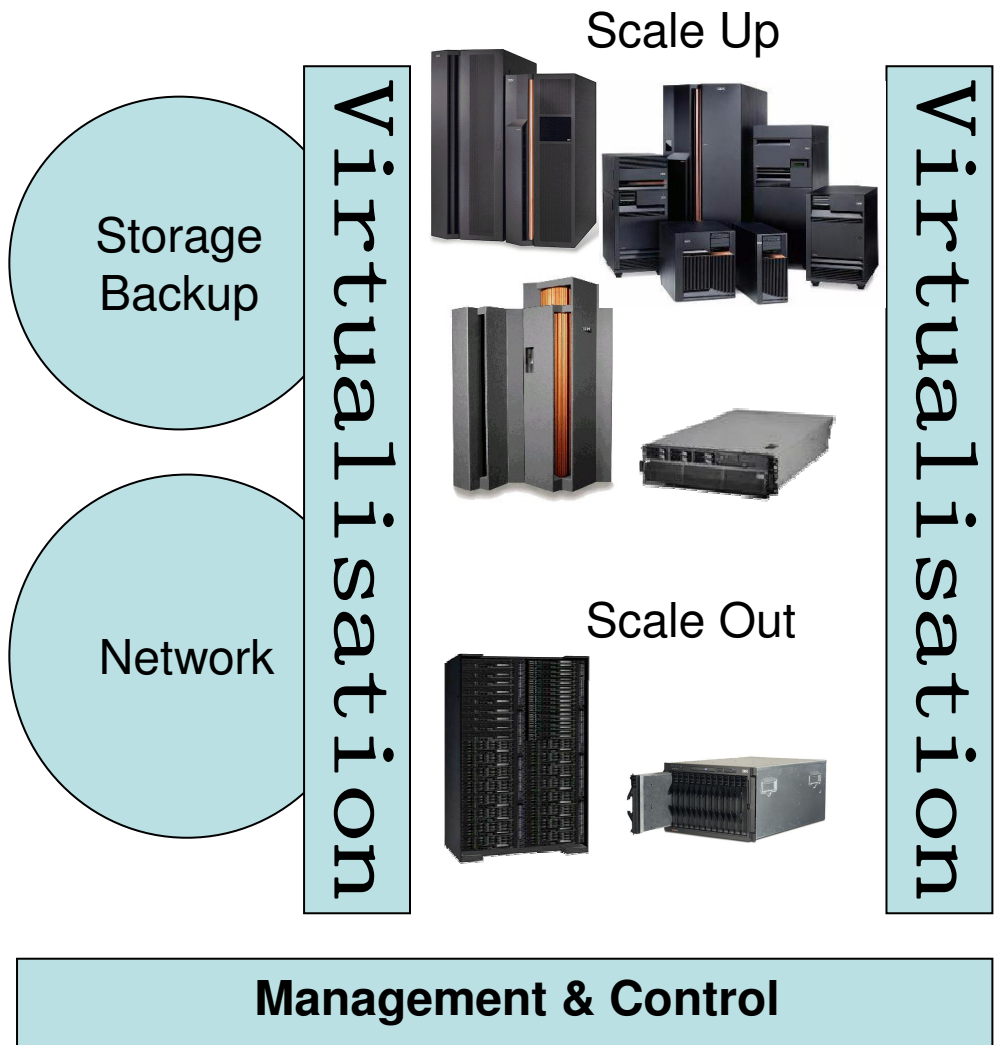 Scale Up
Virtualisation
Virtualisation
Storage
Backup
Network
Scale Out
Management & Control